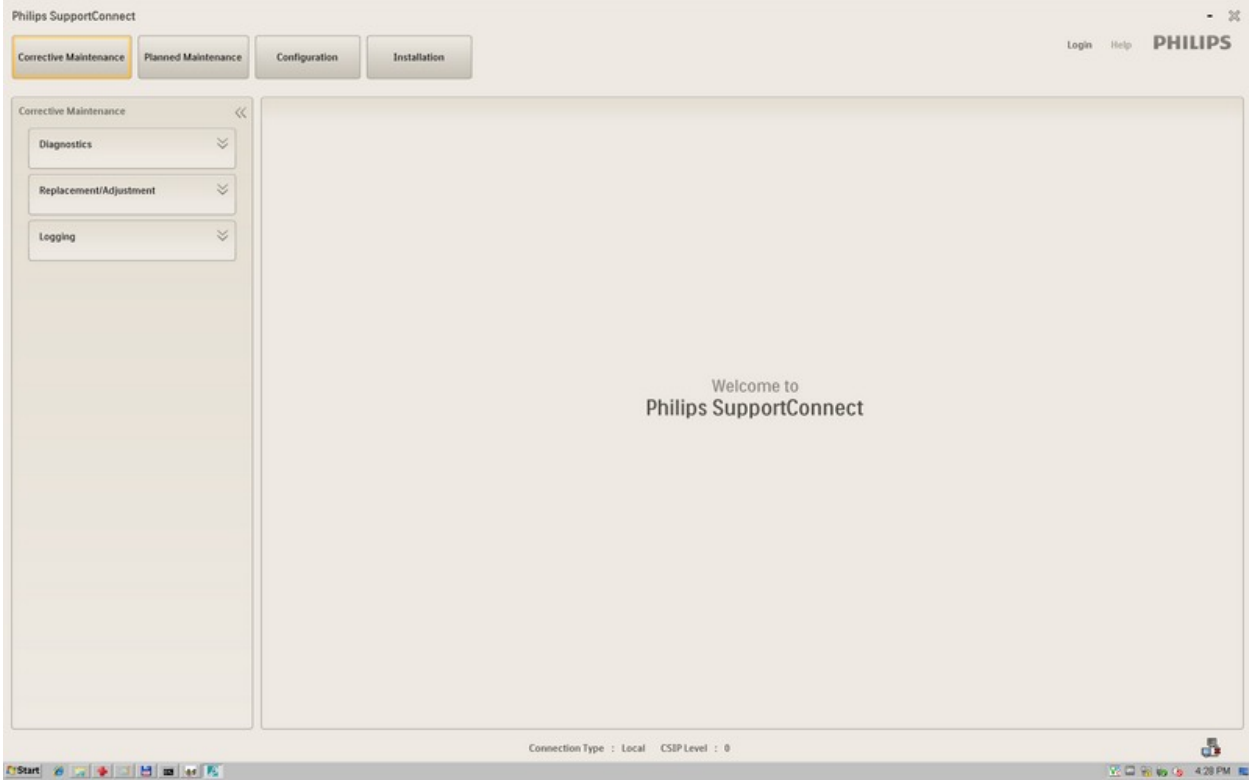 Philips SupportConnect
Corrective Maintenance
Planned Maintenance
Configuration
Installation
Login
Help
PHILIPS
Corrective Maintenance
Diagnostics
Replacement/Adjustment
Logging
Welcome to
Philips SupportConnect
Connection Type : Local CSIP Level : 0
Start
4:28 PM